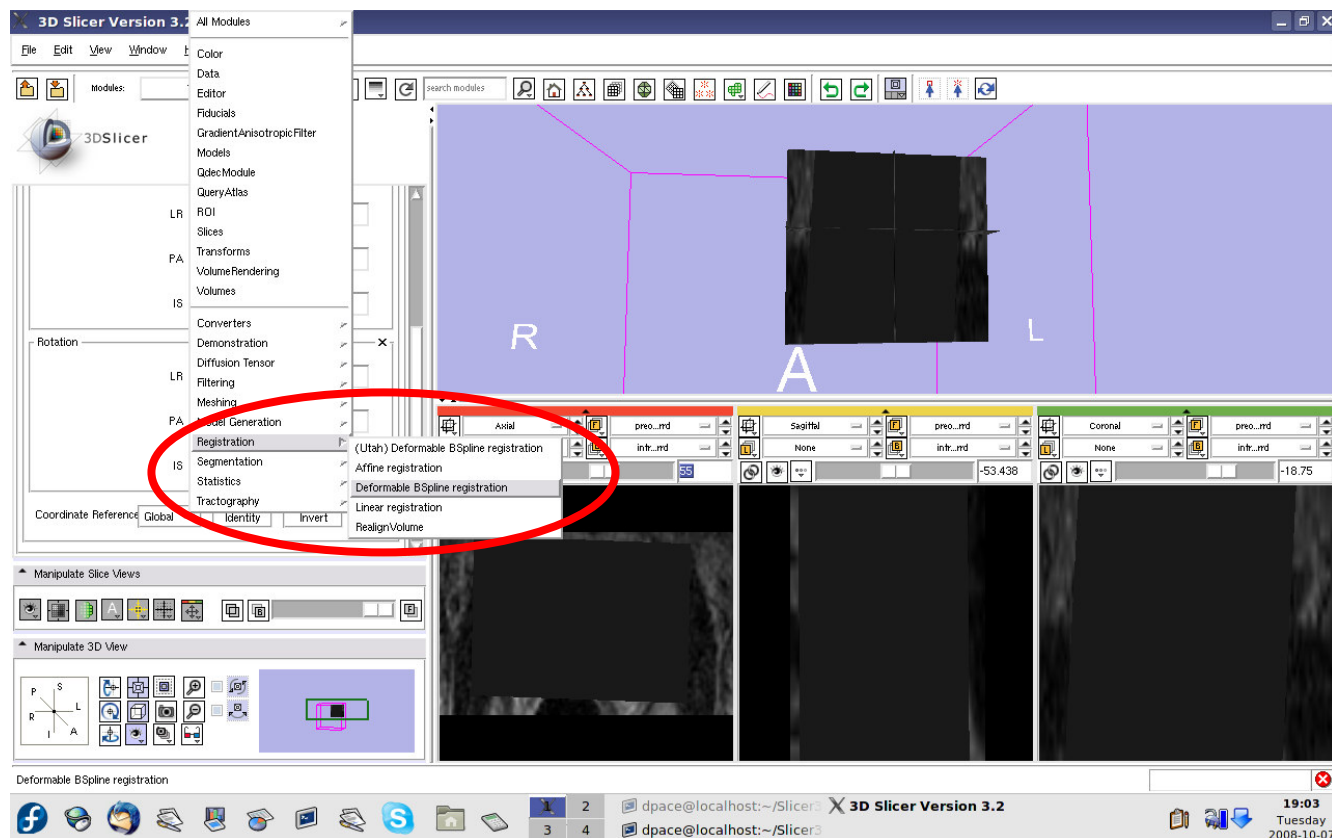 3D Slicer Version 3.2
File Edit View Window
Modules:
search modules
3DSlicer
All Modules
Color
Data
Editor
Fiducials
GradientAnisotropicFilter
Models
QdecModule
QueryAtlas
ROI
Slices
Transforms
VolumeRendering
Volumes
Converters
Demonstration
Diffusion Tensor
Filtering
Meshing
Model Generation
Registration
Segmentation
Statistics
Tractography
(Utah) Deformable BSpline registration
Affine registration
Deformable BSpline registration
Linear registration
RealignVolume
LR
PA
IS
Rotation
LR
PA
IS
Coordinate Reference Global Identity Invert
R
A
L
Axial preo...rrd
intr...rrd
55
Sagittal preo...rrd
None intr...rrd
-53.438
Coronal preo...rrd
None intr...rrd
-18.75
Manipulate Slice Views
Manipulate 3D View
P S
R L
I A
Deformable BSpline registration
1 2
3 4
dpace@localhost:~/Slicer3
dpace@localhost:~/Slicer3
3D Slicer Version 3.2
19:03
Tuesday